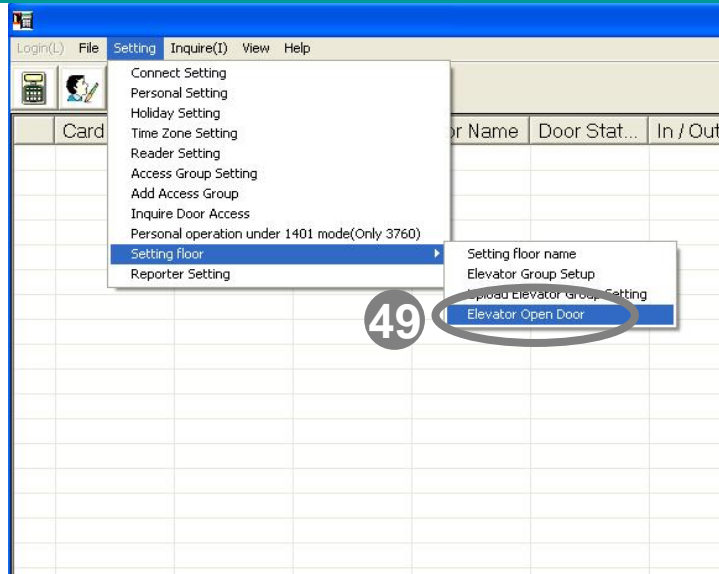 Login(L) File Setting Inquire(I) View Help
Connect Setting
Personal Setting
Holiday Setting
Time Zone Setting
Reader Setting
Access Group Setting
Add Access Group
Inquire Door Access
Personal operation under 1401 mode(Only 3760)
Setting floor
Reporter Setting
Card
or Name Door Stat... In / Out
Setting floor name
Elevator Group Setup
Upload Elevator Group Setting
Elevator Open Door
49